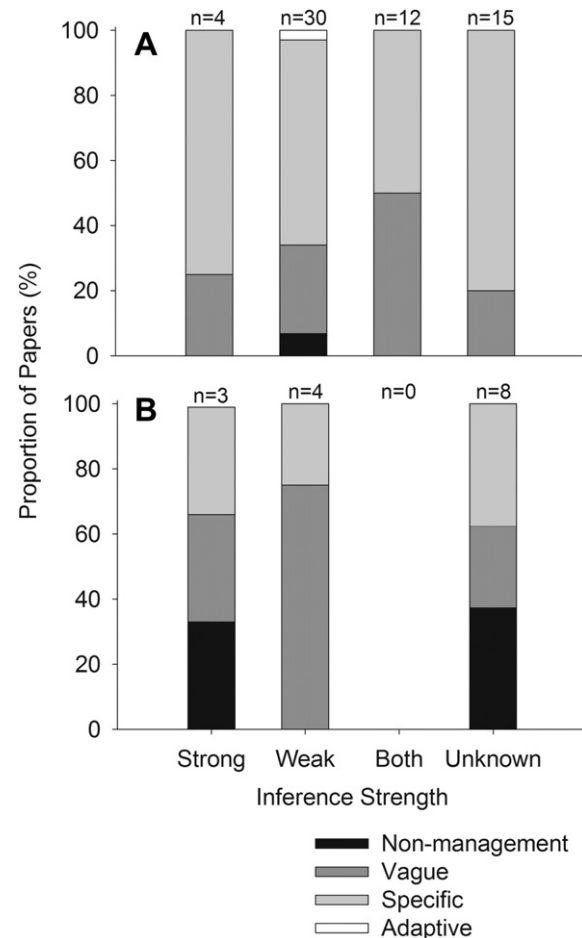 n=4 n=30 n=12 n=15
A
100
80
60
40
20
0
Proportion of Papers (%)
n=3 n=4 n=0 n=8
B
100
80
60
40
20
0
Strong Weak Both Unknown
Inference Strength
Non-management
Vague
Specific
Adaptive